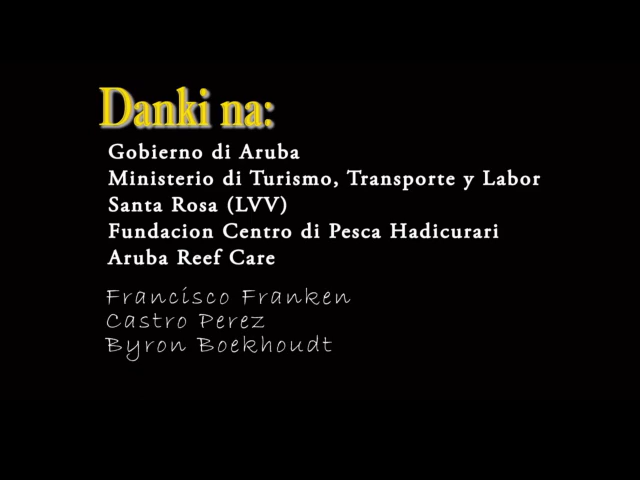 Danki na:
Gobierno di Aruba
Ministerio di Turismo, Transporte y Labor
Santa Rosa (LVV)
Fundacion Centro di Pesca Hadicurari
Aruba Reef Care
Francisco Franken
Castro Perez
Byron Boekhoudt